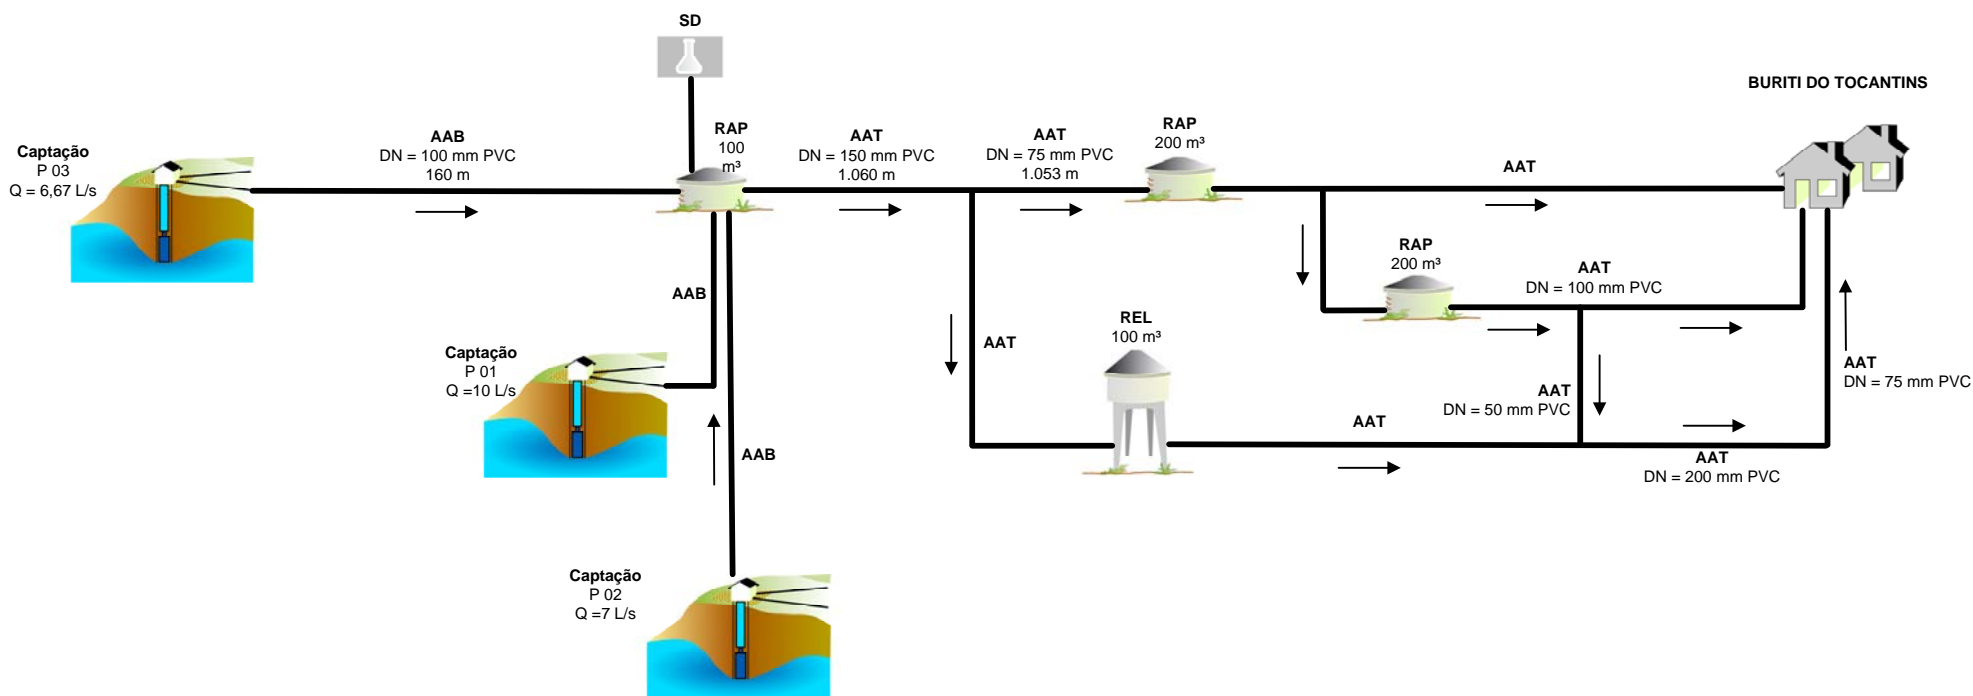 SD
BURITI DO TOCANTINS
Captação
P 03
Q = 6,67 L/s
AAB
DN = 100 mm PVC
160 m
RAP
100
m³
AAT
DN = 150 mm PVC
1.060 m
AAT
DN = 75 mm PVC
1.053 m
RAP
200 m³
AAT
RAP
200 m³
AAT
DN = 100 mm PVC
AAB
Captação
P 01
Q =10 L/s
AAT
REL
100 m³
AAT
DN = 75 mm PVC
AAT
DN = 50 mm PVC
AAT
AAB
AAT
DN = 200 mm PVC
Captação
P 02
Q =7 L/s